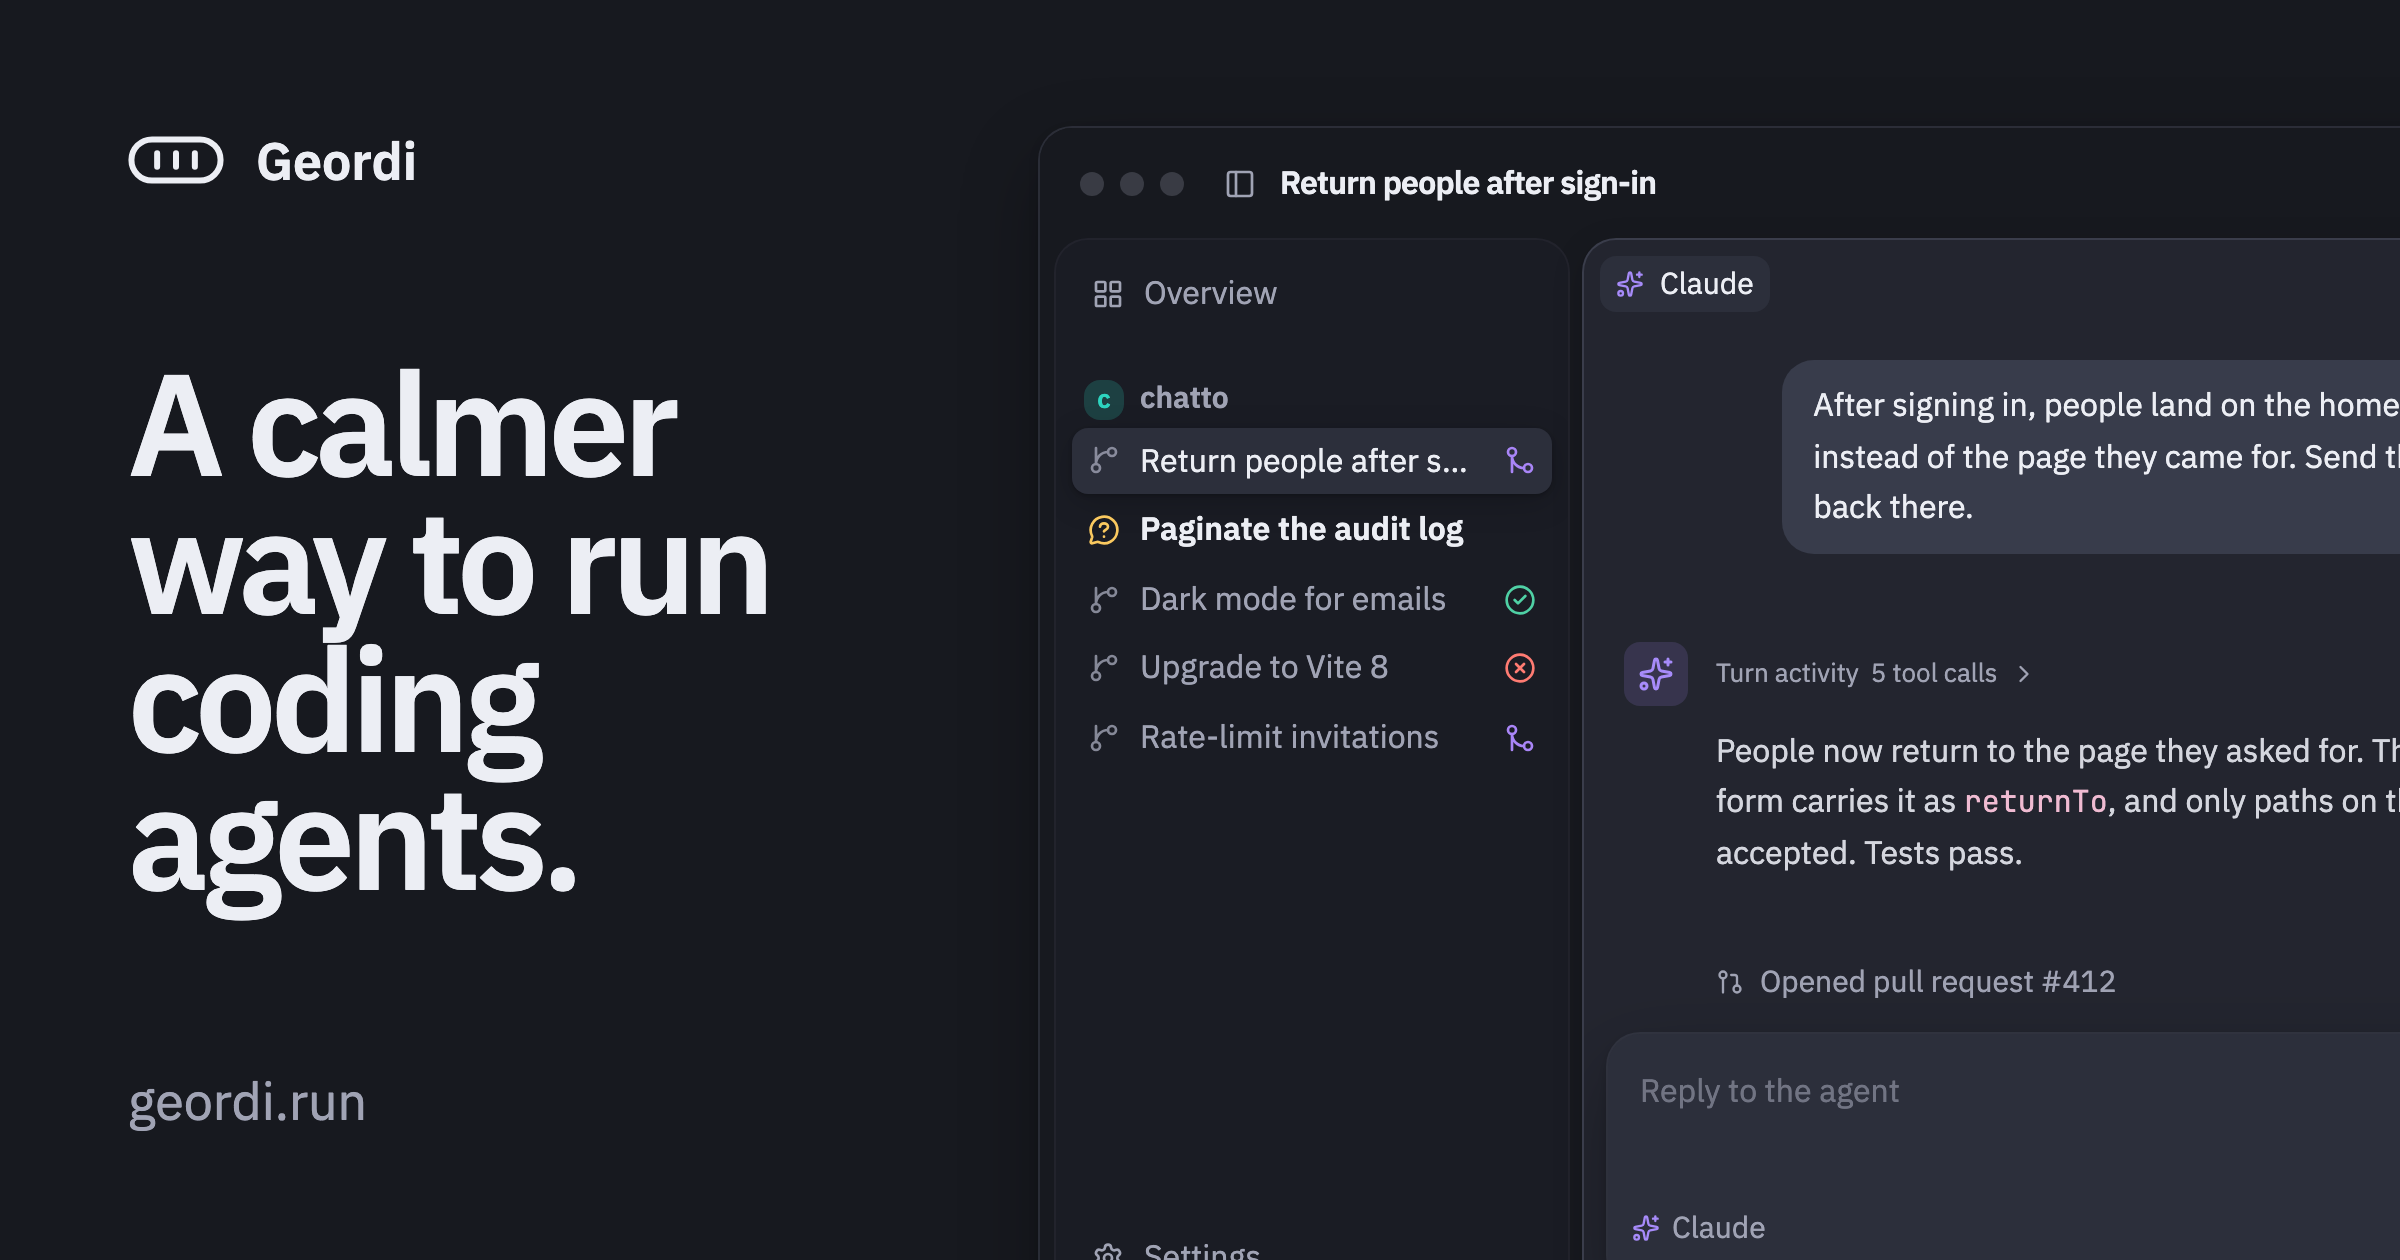 Geordi
A calmer
way to run
coding
agents.
geordi.run
Return people after sign-in
Overview
c chatto
Return people after s...
Paginate the audit log
Dark mode for emails
Upgrade to Vite 8
Rate-limit invitations
Settings
Claude
After signing in, people land on the home
instead of the page they came for. Send
back there.
Turn activity 5 tool calls
People now return to the page they asked for.
form carries it as returnTo, and only paths on
accepted. Tests pass.
Opened pull request #412
Reply to the agent
Claude